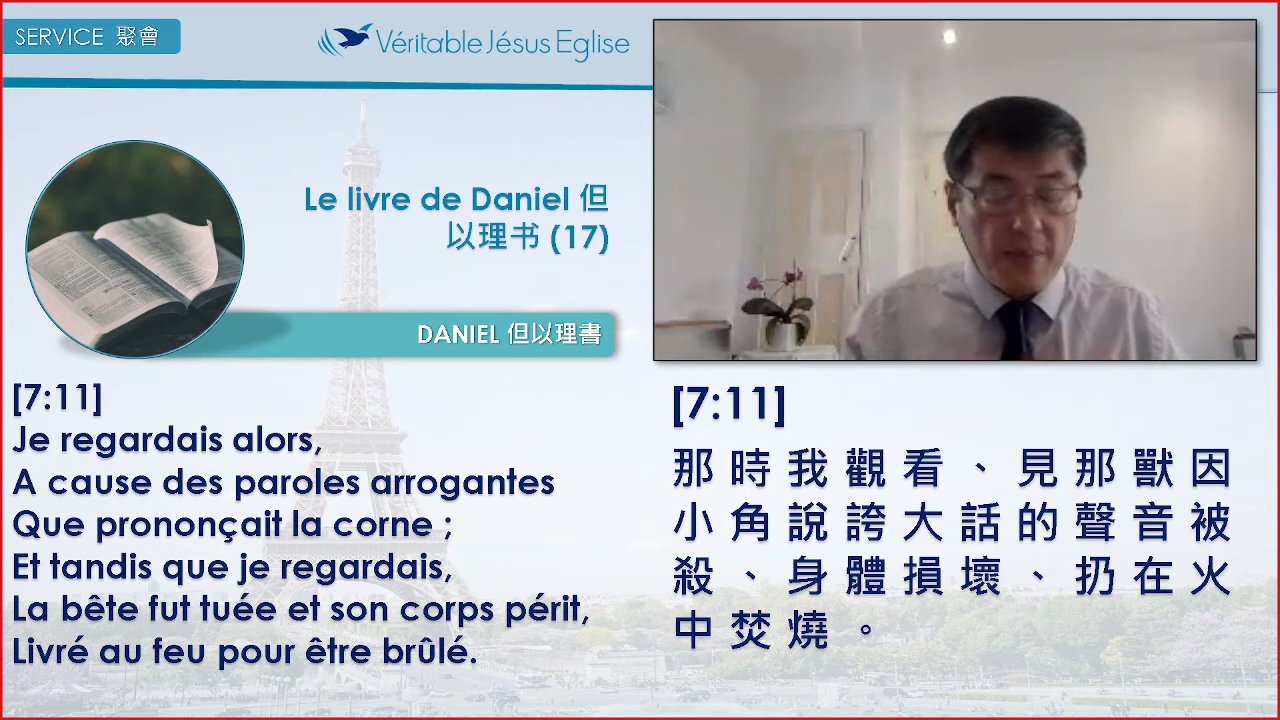 SERVICE 聚會
Véritable Jésus Eglise
Le livre de Daniel 但
以理书 (17)
DANIEL 但以理書
[7:11]
Je regardais alors,
A cause des paroles arrogantes
Que prononçait la corne ;
Et tandis que je regardais,
La bête fut tuée et son corps périt,
Livré au feu pour être brûlé.
[7:11]
那時我觀看、見那獸因
小角說誇大話的聲音被
殺、身體損壞、扔在火
中焚燒。